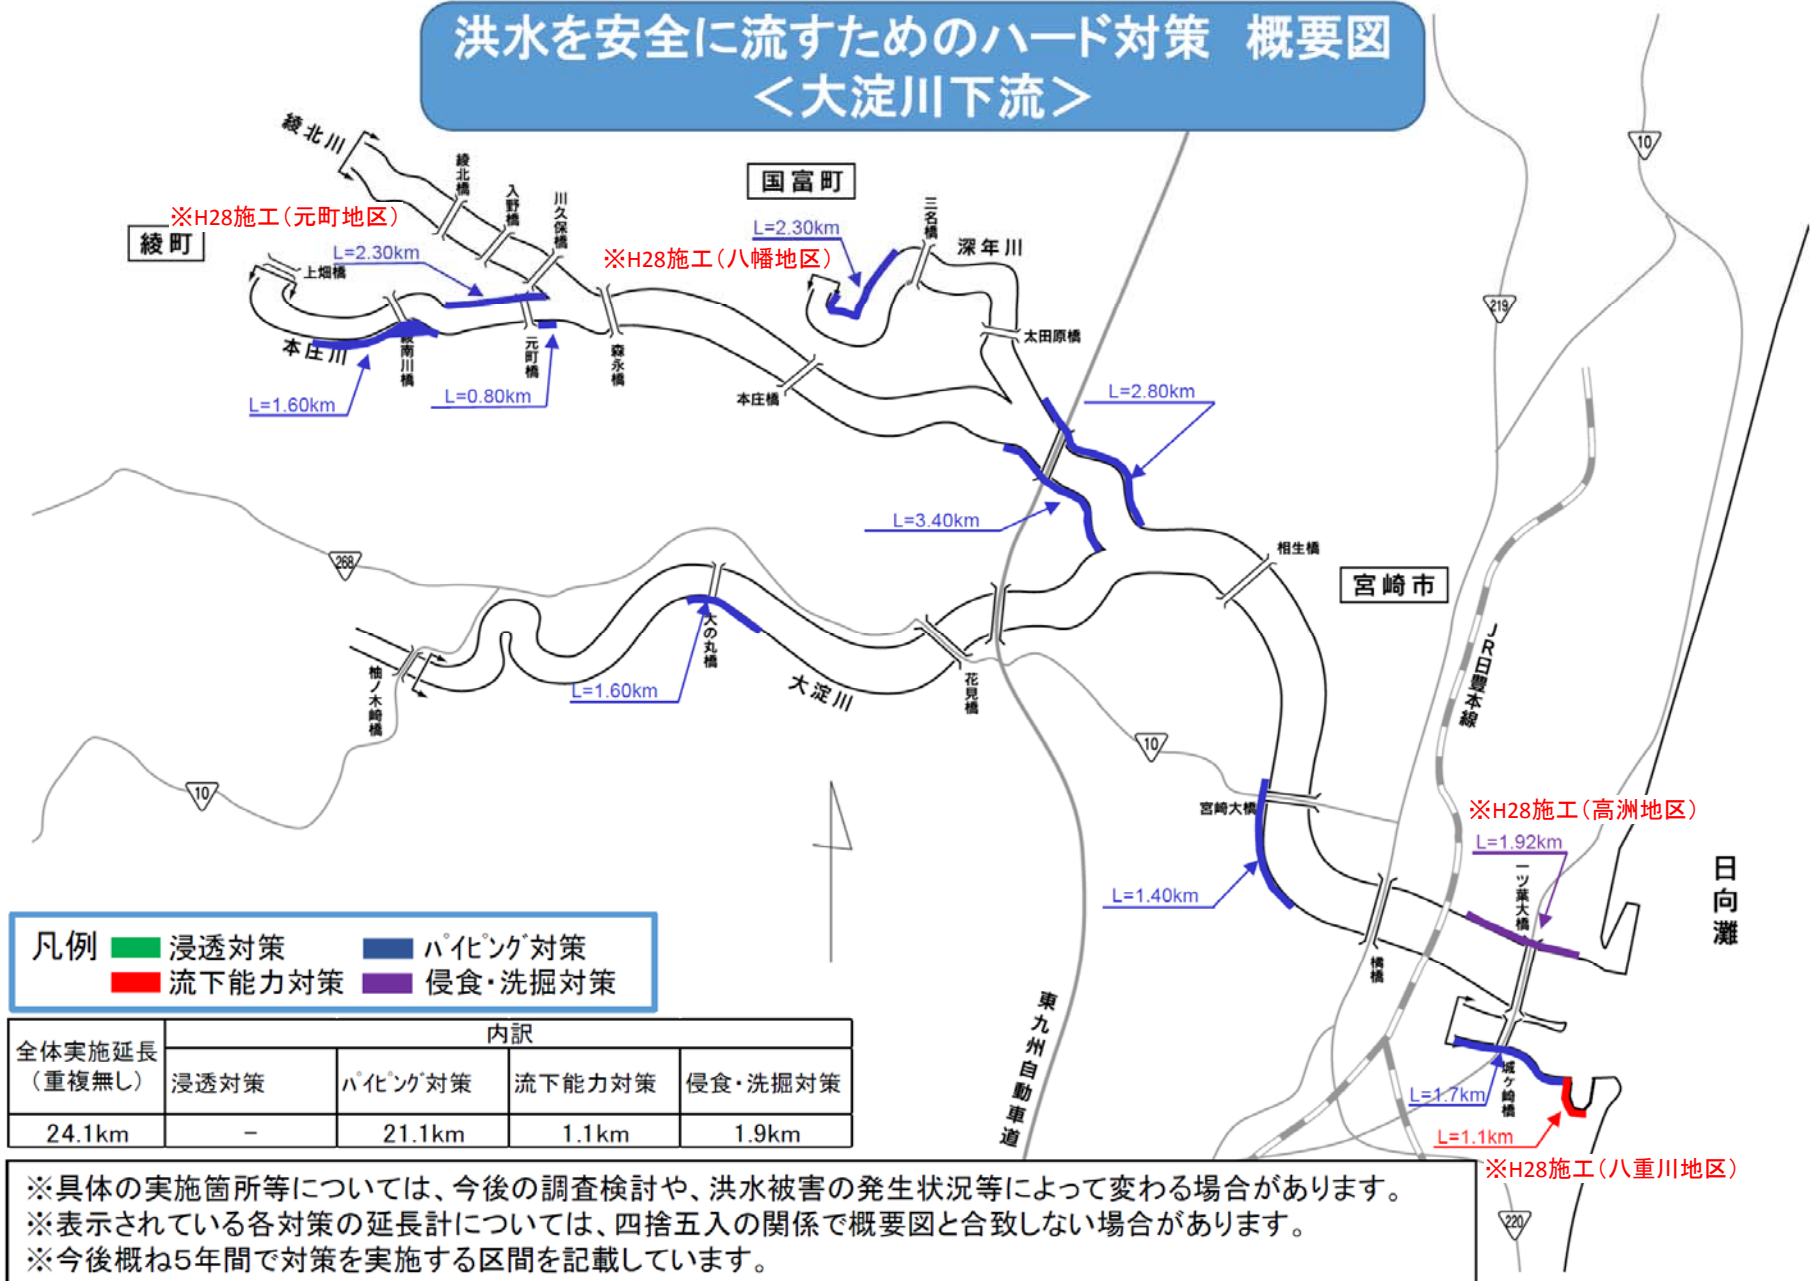 洪水を安全に流すためのハード対策 概要図
＜大淀川下流＞
綾北川
綾北橋
入野橋
川久保橋
国富町
三名橋
深年川
10
※H28施工（元町地区）
綾町
L=2.30km
上畑橋
※H28施工（八幡地区）
L=2.30km
219
本庄川
綾南川橋
元町橋
森永橋
太田原橋
本庄橋
L=1.60km
L=0.80km
L=2.80km
L=3.40km
268
相生橋
宮崎市
JR日豊本線
大の丸橋
柚ノ木崎橋
L=1.60km
大淀川
花見橋
10
10
宮崎大橋
※H28施工（高洲地区）
L=1.92km
一ツ葉大橋
日向灘
L=1.40km
橘橋
東九州自動車道
L=1.7km
城ヶ崎橋
L=1.1km
※H28施工（八重川地区）
220
凡例
浸透対策
パイピング対策
流下能力対策
侵食・洗掘対策
全体実施延長
（重複無し）
内訳
浸透対策
パイピング対策
流下能力対策
侵食・洗掘対策
24.1km
－
21.1km
1.1km
1.9km
※具体の実施箇所等については、今後の調査検討や、洪水被害の発生状況等によって変わる場合があります。
※表示されている各対策の延長計については、四捨五入の関係で概要図と合致しない場合があります。
※今後概ね5年間で対策を実施する区間を記載しています。